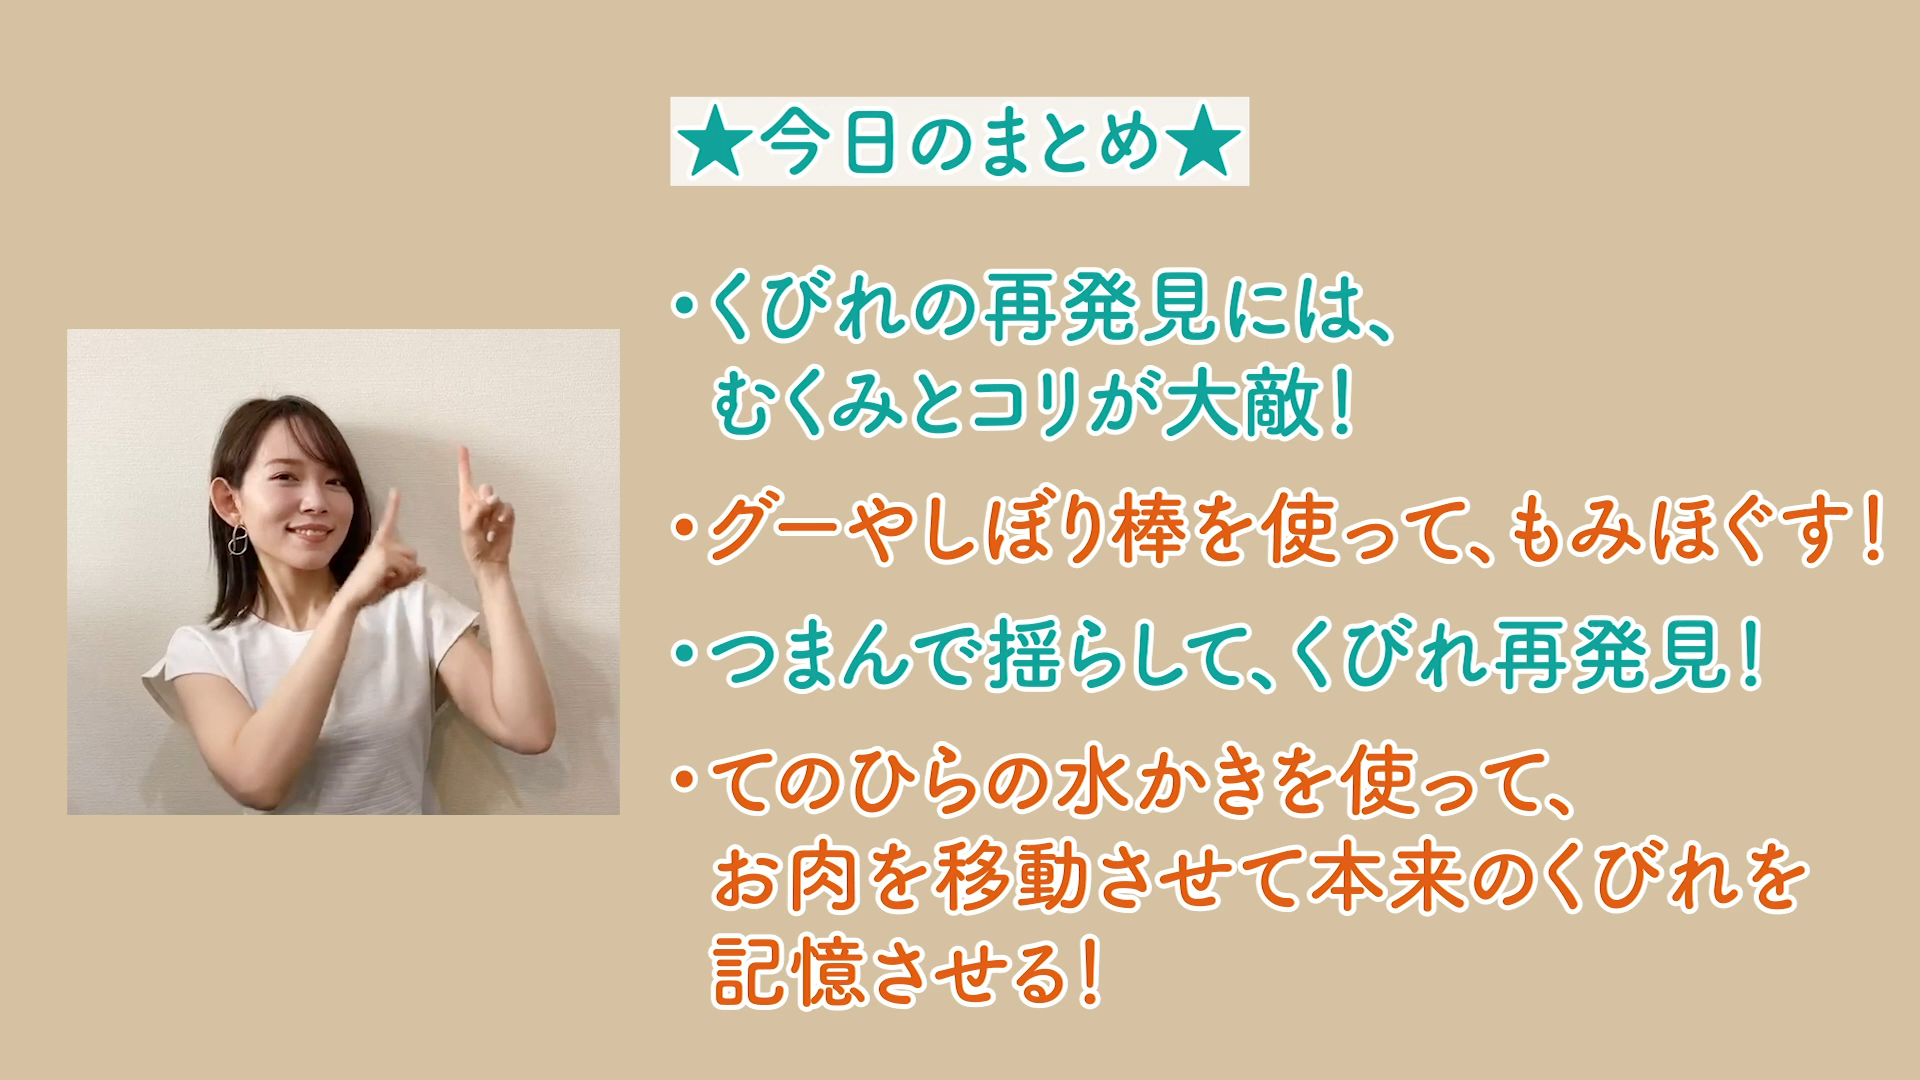 ★今日のまとめ★
・くびれの再発見には、
むくみとコリが大敵！
・グーやしぼり棒を使って、もみほぐす！
・つまんで揺らして、くびれ再発見！
・てのひらの水かきを使って、
お肉を移動させて本来のくびれを
記憶させる！